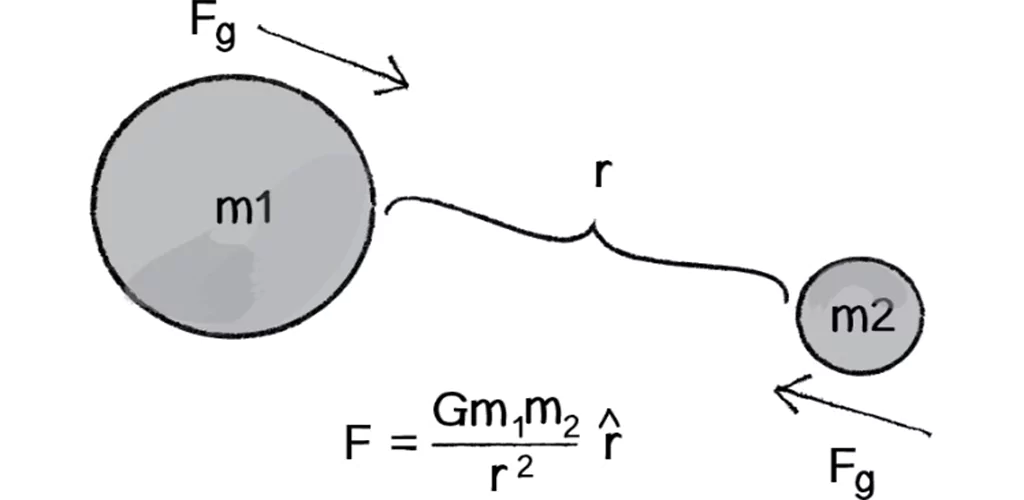 Fg
r
m1
m2
F = Gm₁m₂ / r² r̂
Fg